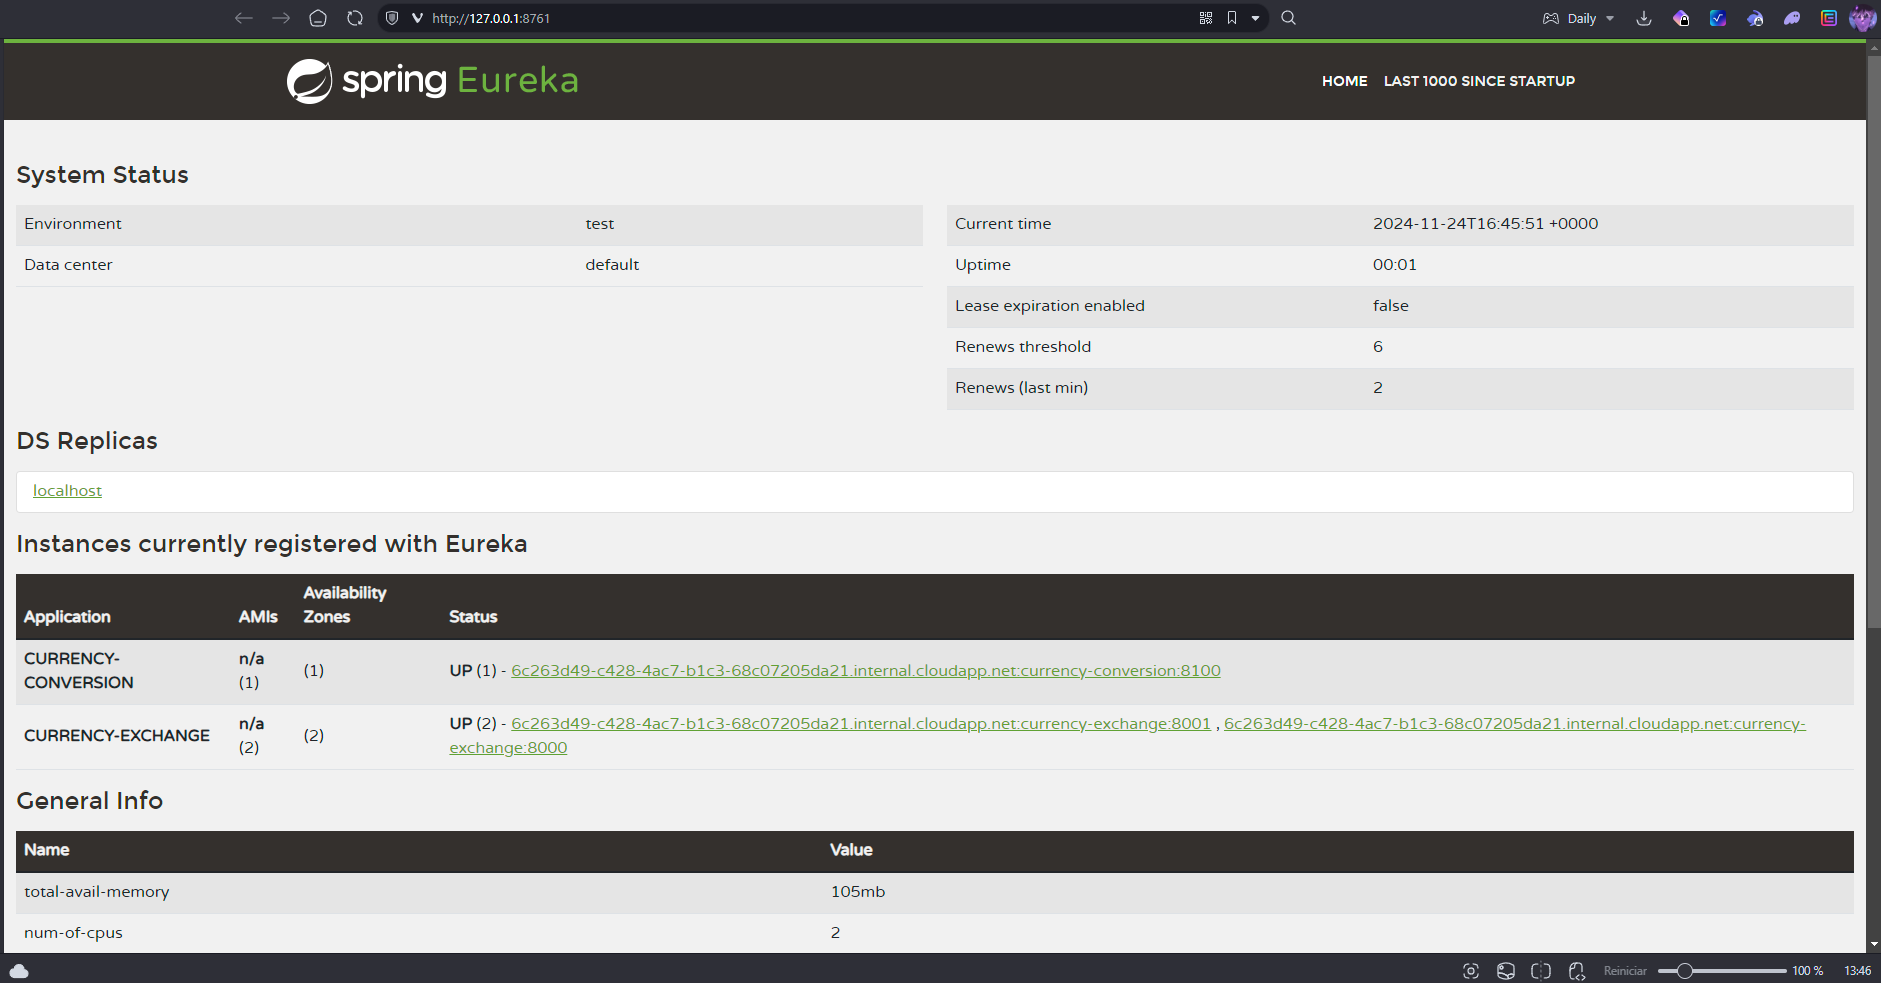 http://127.0.0.1:8761
Daily
spring Eureka
HOME LAST 1000 SINCE STARTUP
System Status
Environment test
Data center default
Current time 2024-11-24T16:45:51 +0000
Uptime 00:01
Lease expiration enabled false
Renews threshold 6
Renews (last min) 2
DS Replicas
localhost
Instances currently registered with Eureka
Application AMIs Availability Zones Status
CURRENCY-CONVERSION n/a (1) (1) UP (1) - 6c263d49-c428-4ac7-b1c3-68c07205da21.internal.cloudapp.net:currency-conversion:8100
CURRENCY-EXCHANGE n/a (2) (2) UP (2) - 6c263d49-c428-4ac7-b1c3-68c07205da21.internal.cloudapp.net:currency-exchange:8001 , 6c263d49-c428-4ac7-b1c3-68c07205da21.internal.cloudapp.net:currency-exchange:8000
General Info
Name Value
total-avail-memory 105mb
num-of-cpus 2
Reiniciar 100 % 13:46